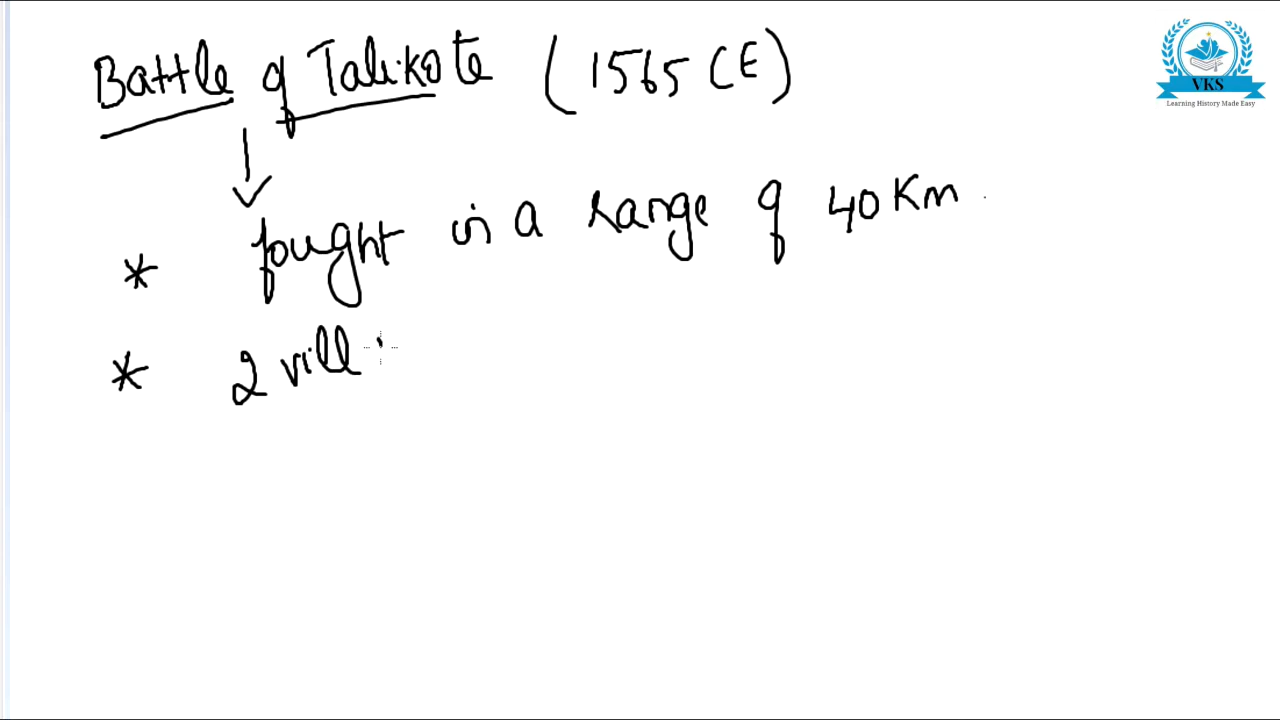 Battle of Talikote (1565 CE)
* fought in a range of 40 Km.
* 2 vill
VKS
Learning History Made Easy